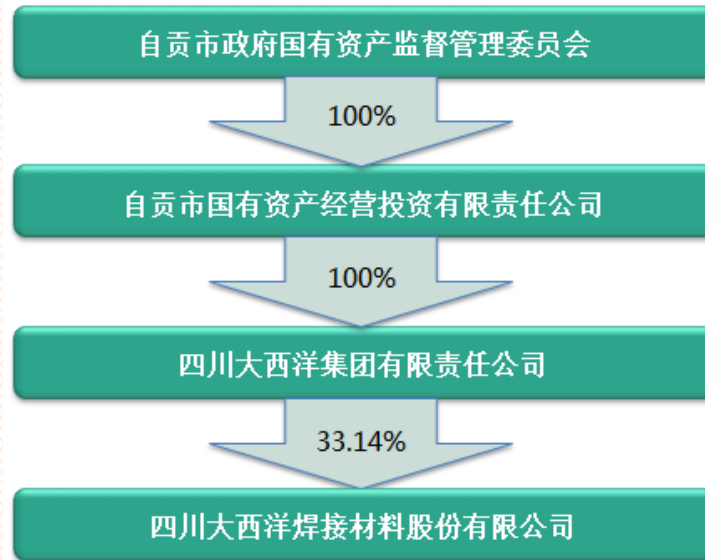 自贡市政府国有资产监督管理委员会
100%
自贡市国有资产经营投资有限责任公司
100%
四川大西洋集团有限责任公司
33.14%
四川大西洋焊接材料股份有限公司